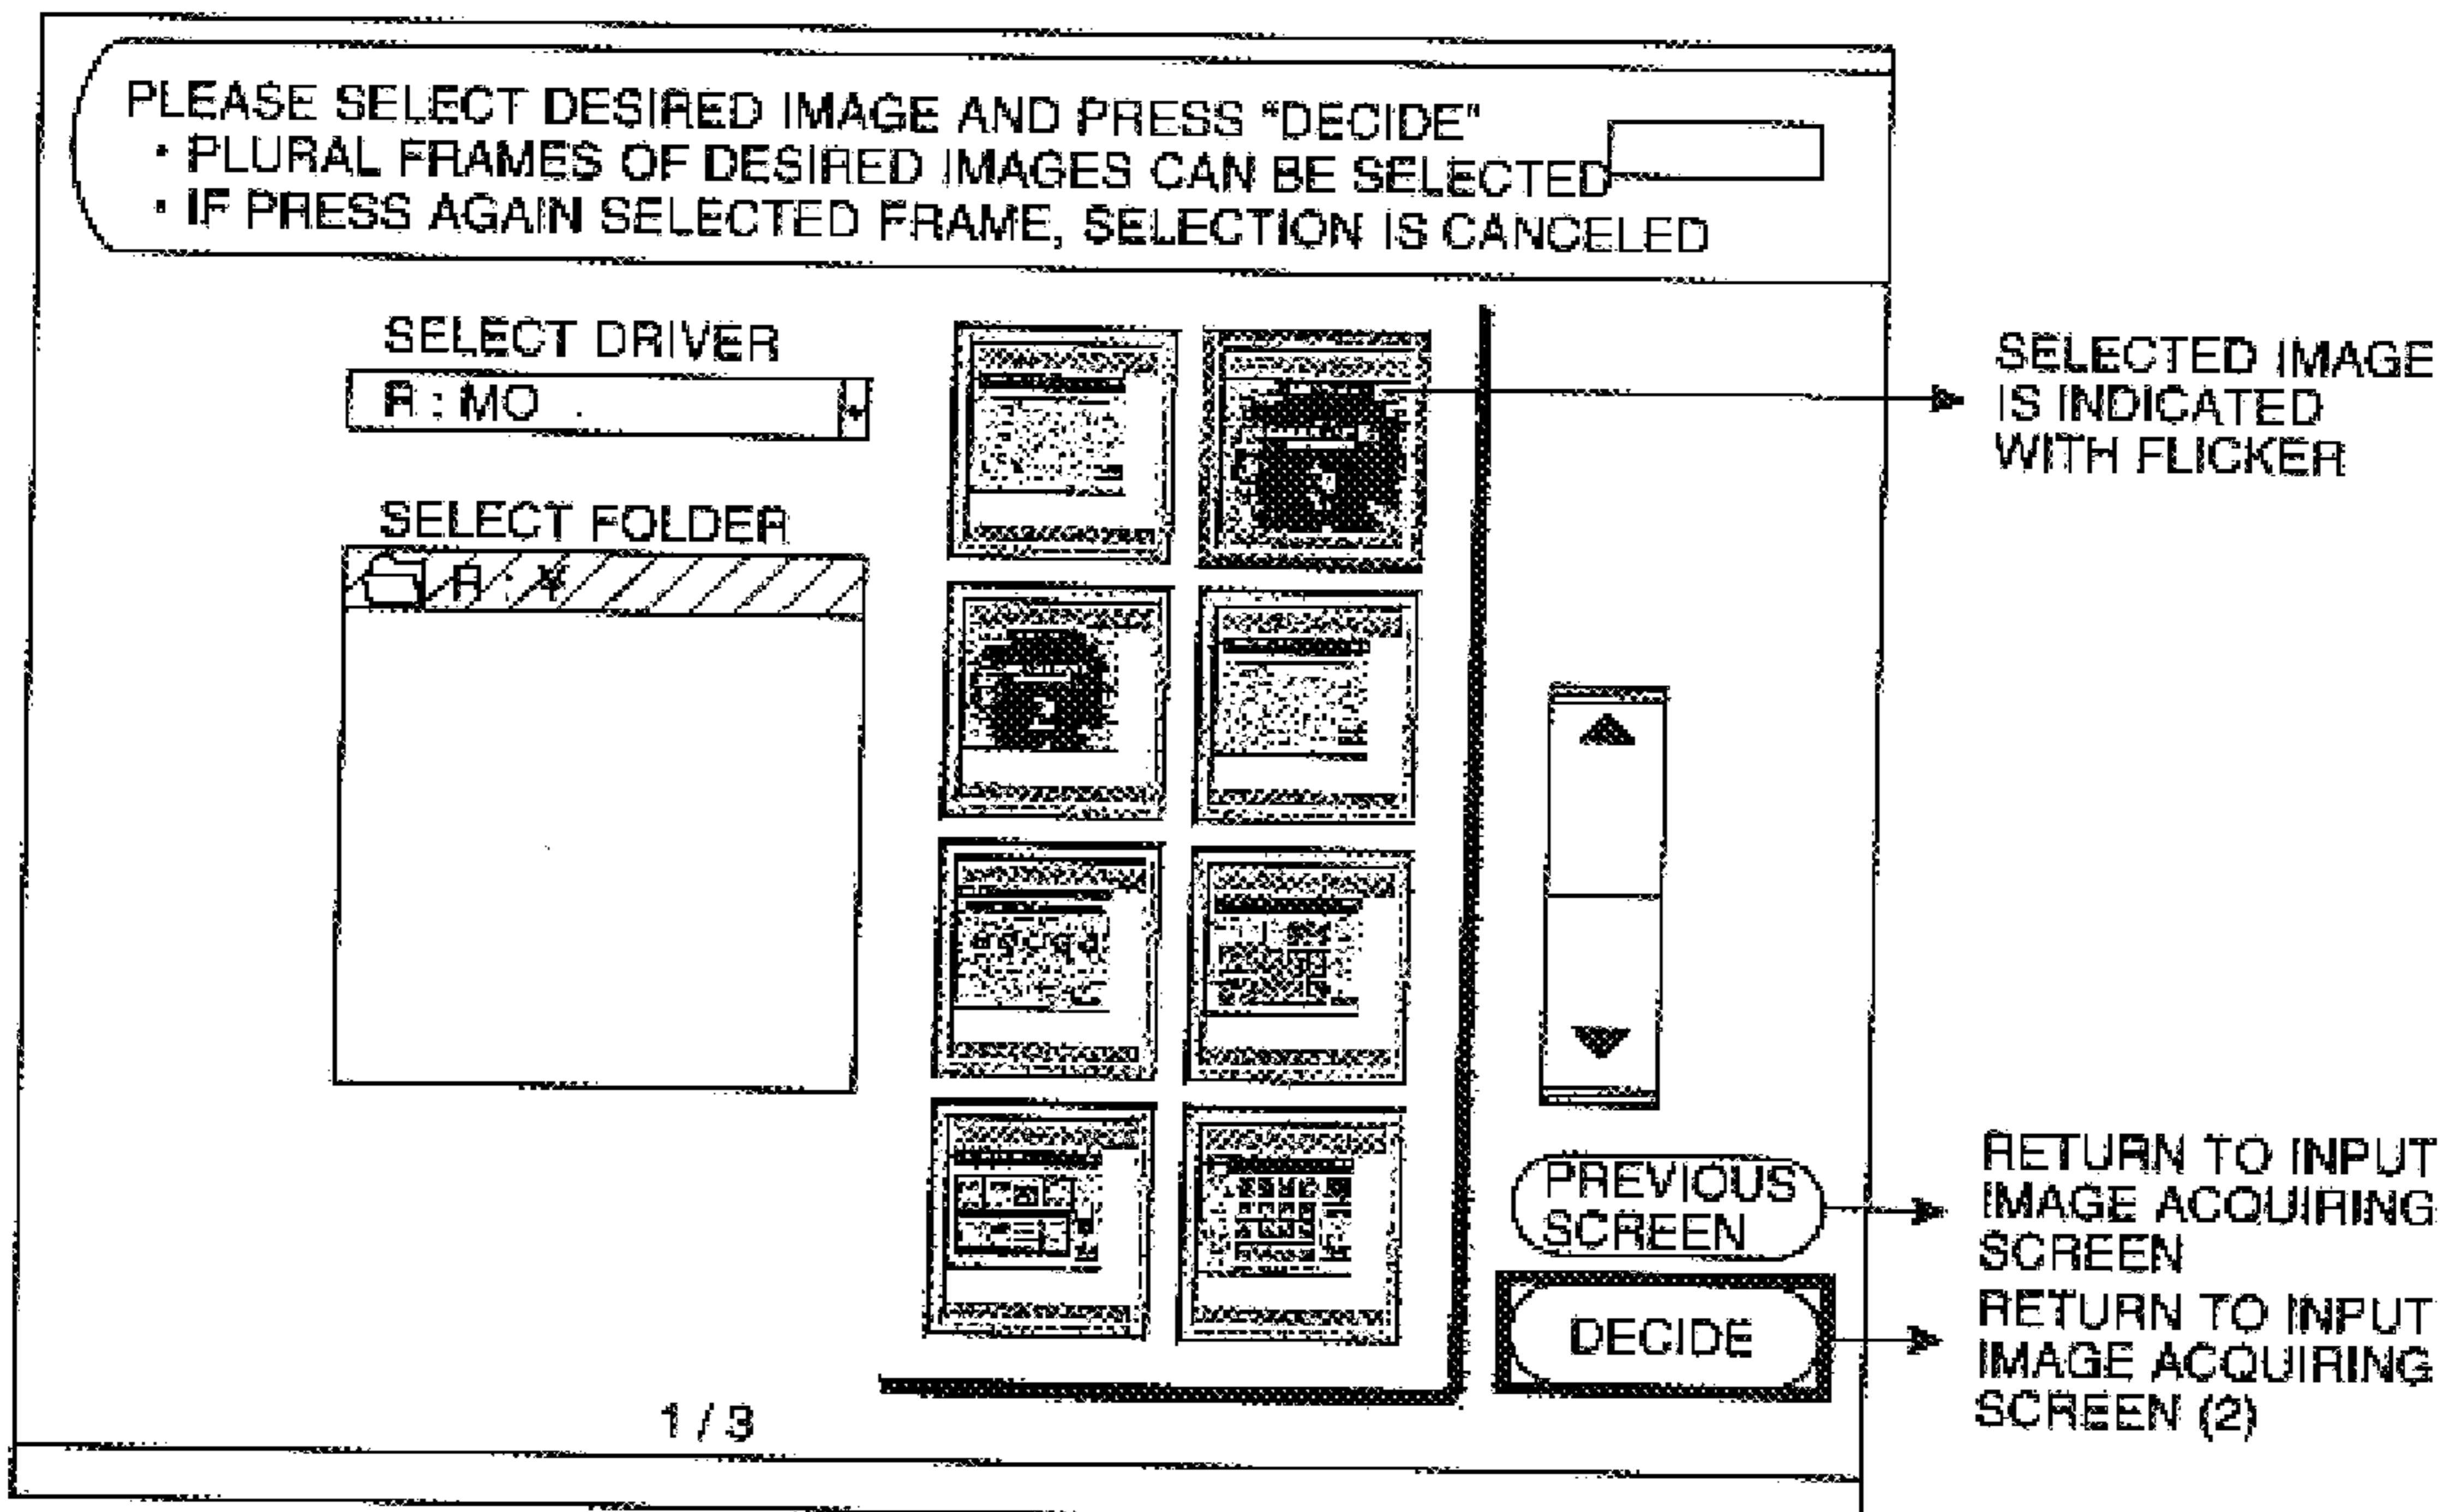 PLEASE SELECT DESIRED IMAGE AND PRESS "DECIDE"
· PLURAL FRAMES OF DESIRED IMAGES CAN BE SELECTED
· IF PRESS AGAIN SELECTED FRAME, SELECTION IS CANCELED
SELECT DRIVER
A : MO
SELECT FOLDER
A : ¥
SELECTED IMAGE
IS INDICATED
WITH FLICKER
PREVIOUS
SCREEN
RETURN TO INPUT
IMAGE ACQUIRING
SCREEN
DECIDE
RETURN TO INPUT
IMAGE ACQUIRING
SCREEN (2)
1 / 3